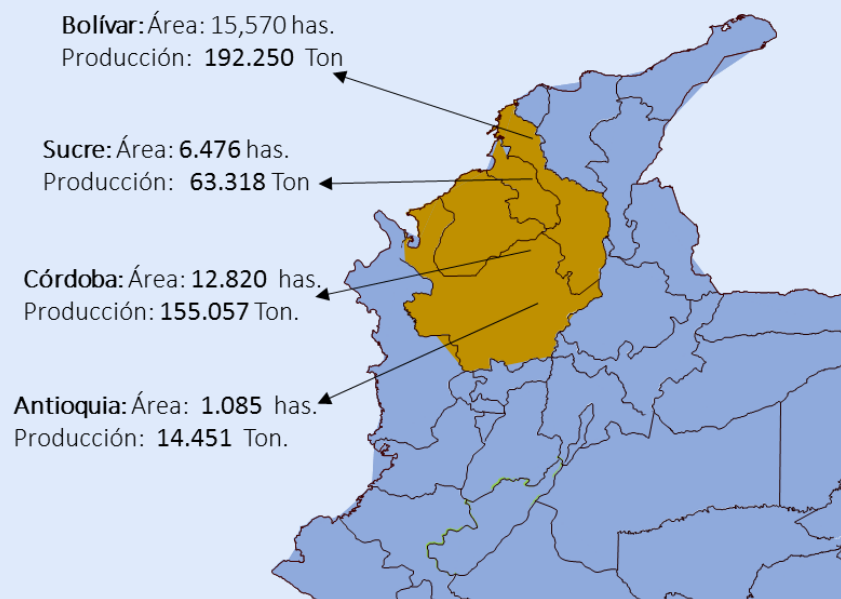 Bolívar: Área: 15,570 has.
Producción: 192.250 Ton
Sucre: Área: 6.476 has.
Producción: 63.318 Ton
Córdoba: Área: 12.820 has.
Producción: 155.057 Ton.
Antioquia: Área: 1.085 has.
Producción: 14.451 Ton.